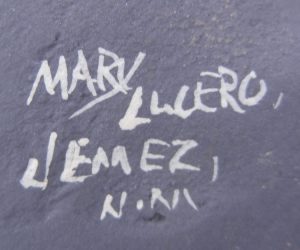 MARY
LUCERO,
JEMEZ,
N.M